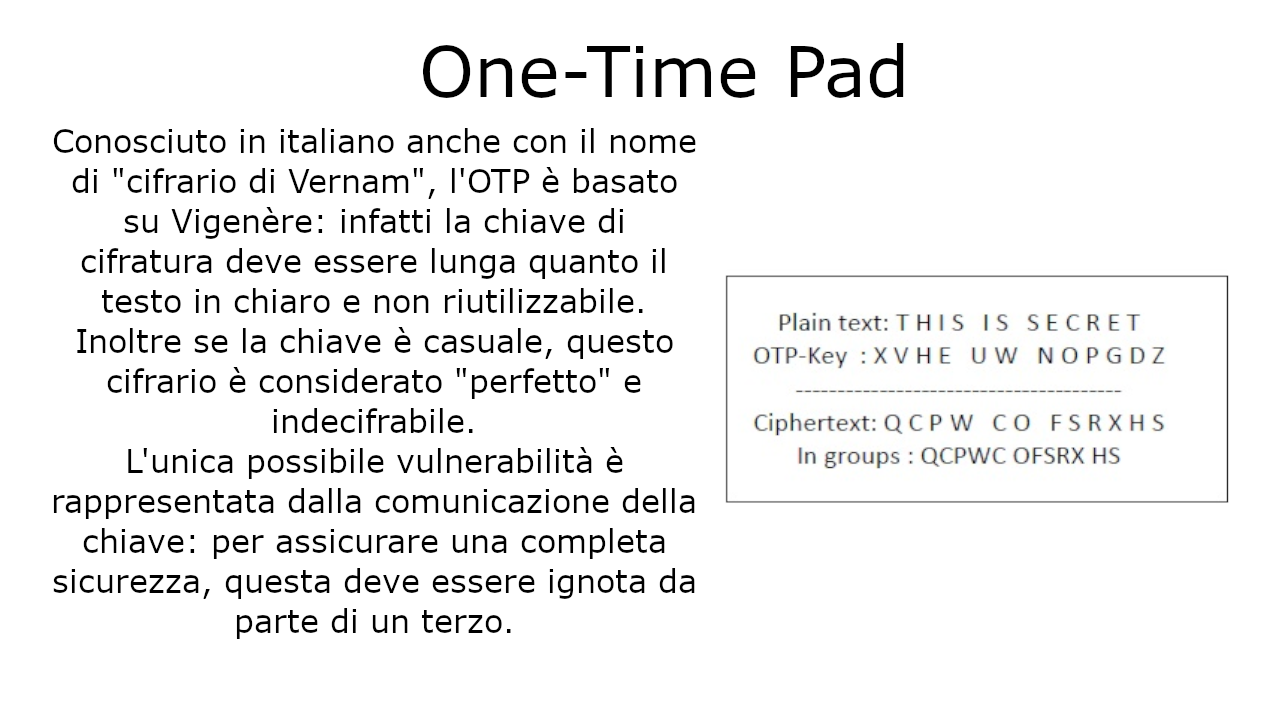 One-Time Pad
Conosciuto in italiano anche con il nome
di "cifrario di Vernam", l'OTP è basato
su Vigenère: infatti la chiave di
cifratura deve essere lunga quanto il
testo in chiaro e non riutilizzabile.
Inoltre se la chiave è casuale, questo
cifrario è considerato "perfetto" e
indecifrabile.
L'unica possibile vulnerabilità è
rappresentata dalla comunicazione della
chiave: per assicurare una completa
sicurezza, questa deve essere ignota da
parte di un terzo.
Plain text: T H I S I S S E C R E T
OTP-Key : X V H E U W N O P G D Z
---------------------------------------
Ciphertext: Q C P W C O F S R X H S
In groups : QCPWC OFSRX HS